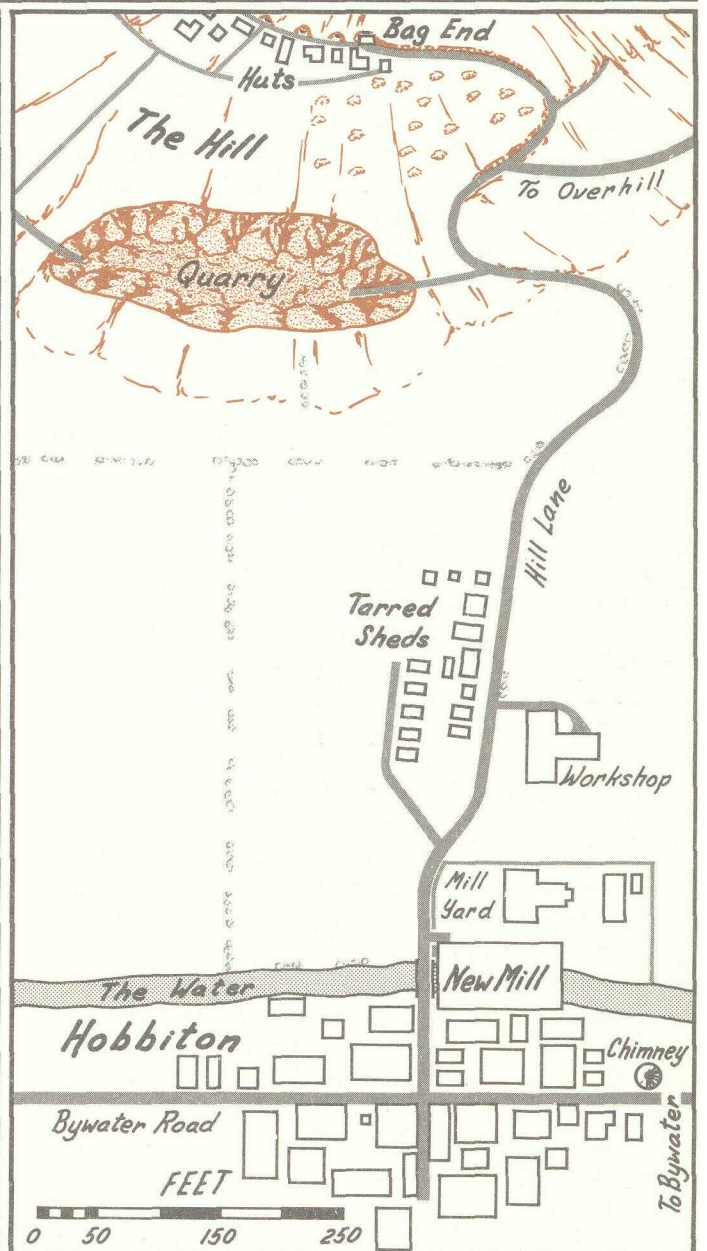 Bag End
Huts
The Hill
To Overhill
Quarry
Hill Lane
Tarred
Sheds
Workshop
Mill
Yard
New Mill
The Water
Hobbiton
Chimney
Bywater Road
To Bywater
FEET
0 50 150 250